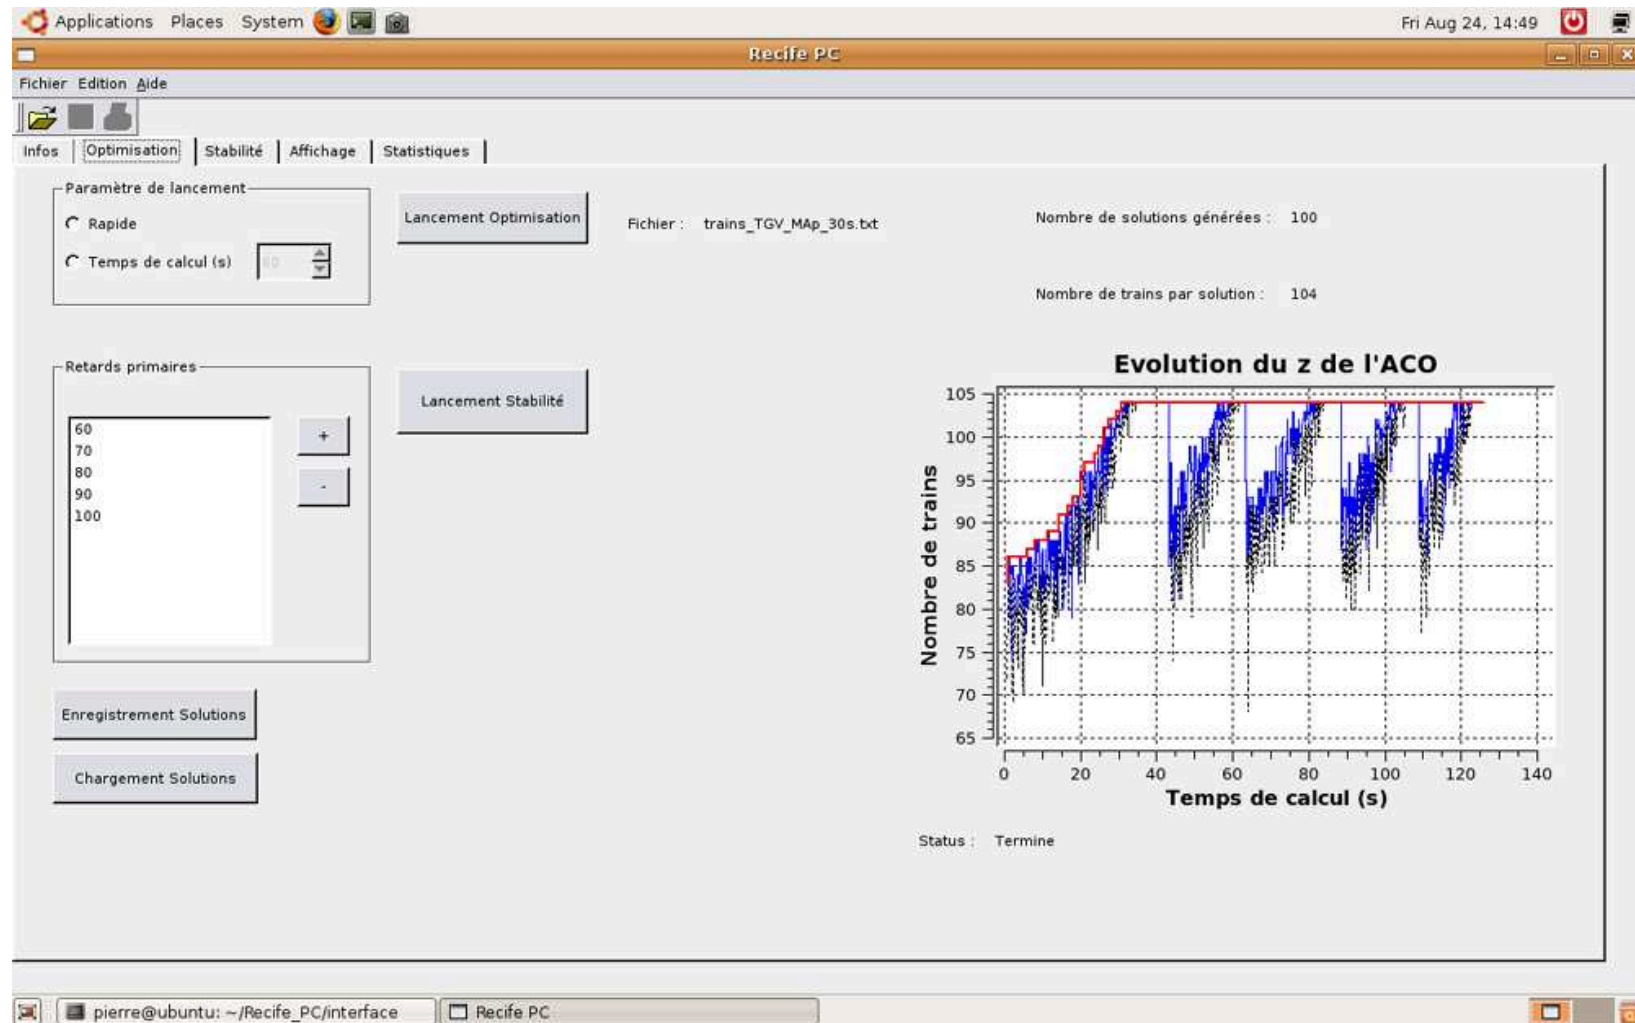 Applications Places System Fri Aug 24, 14:49
Recife PC
Fichier Edition Aide
Infos Optimisation Stabilité Affichage Statistiques
Paramètre de lancement
Rapide
Temps de calcul (s) 60
Lancement Optimisation
Fichier : trains_TGV_MAp_30s.txt
Nombre de solutions générées : 100
Nombre de trains par solution : 104
Retards primaires
60
70
80
90
100
+
-
Lancement Stabilité
Enregistrement Solutions
Chargement Solutions
Evolution du z de l'ACO
Nombre de trains
105
100
95
90
85
80
75
70
65
0 20 40 60 80 100 120 140
Temps de calcul (s)
Status : Termine
pierre@ubuntu: ~/Recife_PC/interface Recife PC